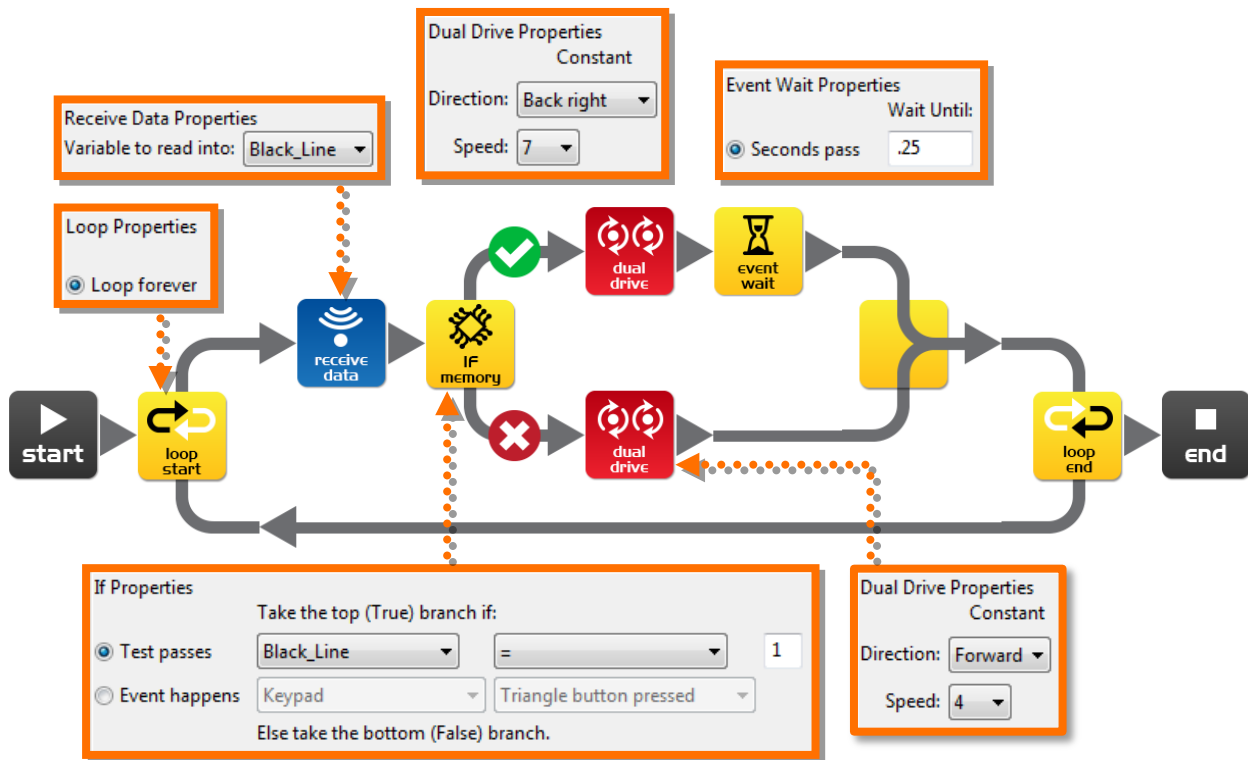 Dual Drive Properties
Constant
Direction: Back right
Speed: 7
Event Wait Properties
Wait Until:
Seconds pass .25
Receive Data Properties
Variable to read into: Black_Line
Loop Properties
Loop forever
start
loop
start
receive
data
IF
memory
dual
drive
event
wait
dual
drive
loop
end
end
If Properties
Take the top (True) branch if:
Test passes Black_Line = 1
Event happens Keypad Triangle button pressed
Else take the bottom (False) branch.
Dual Drive Properties
Constant
Direction: Forward
Speed: 4